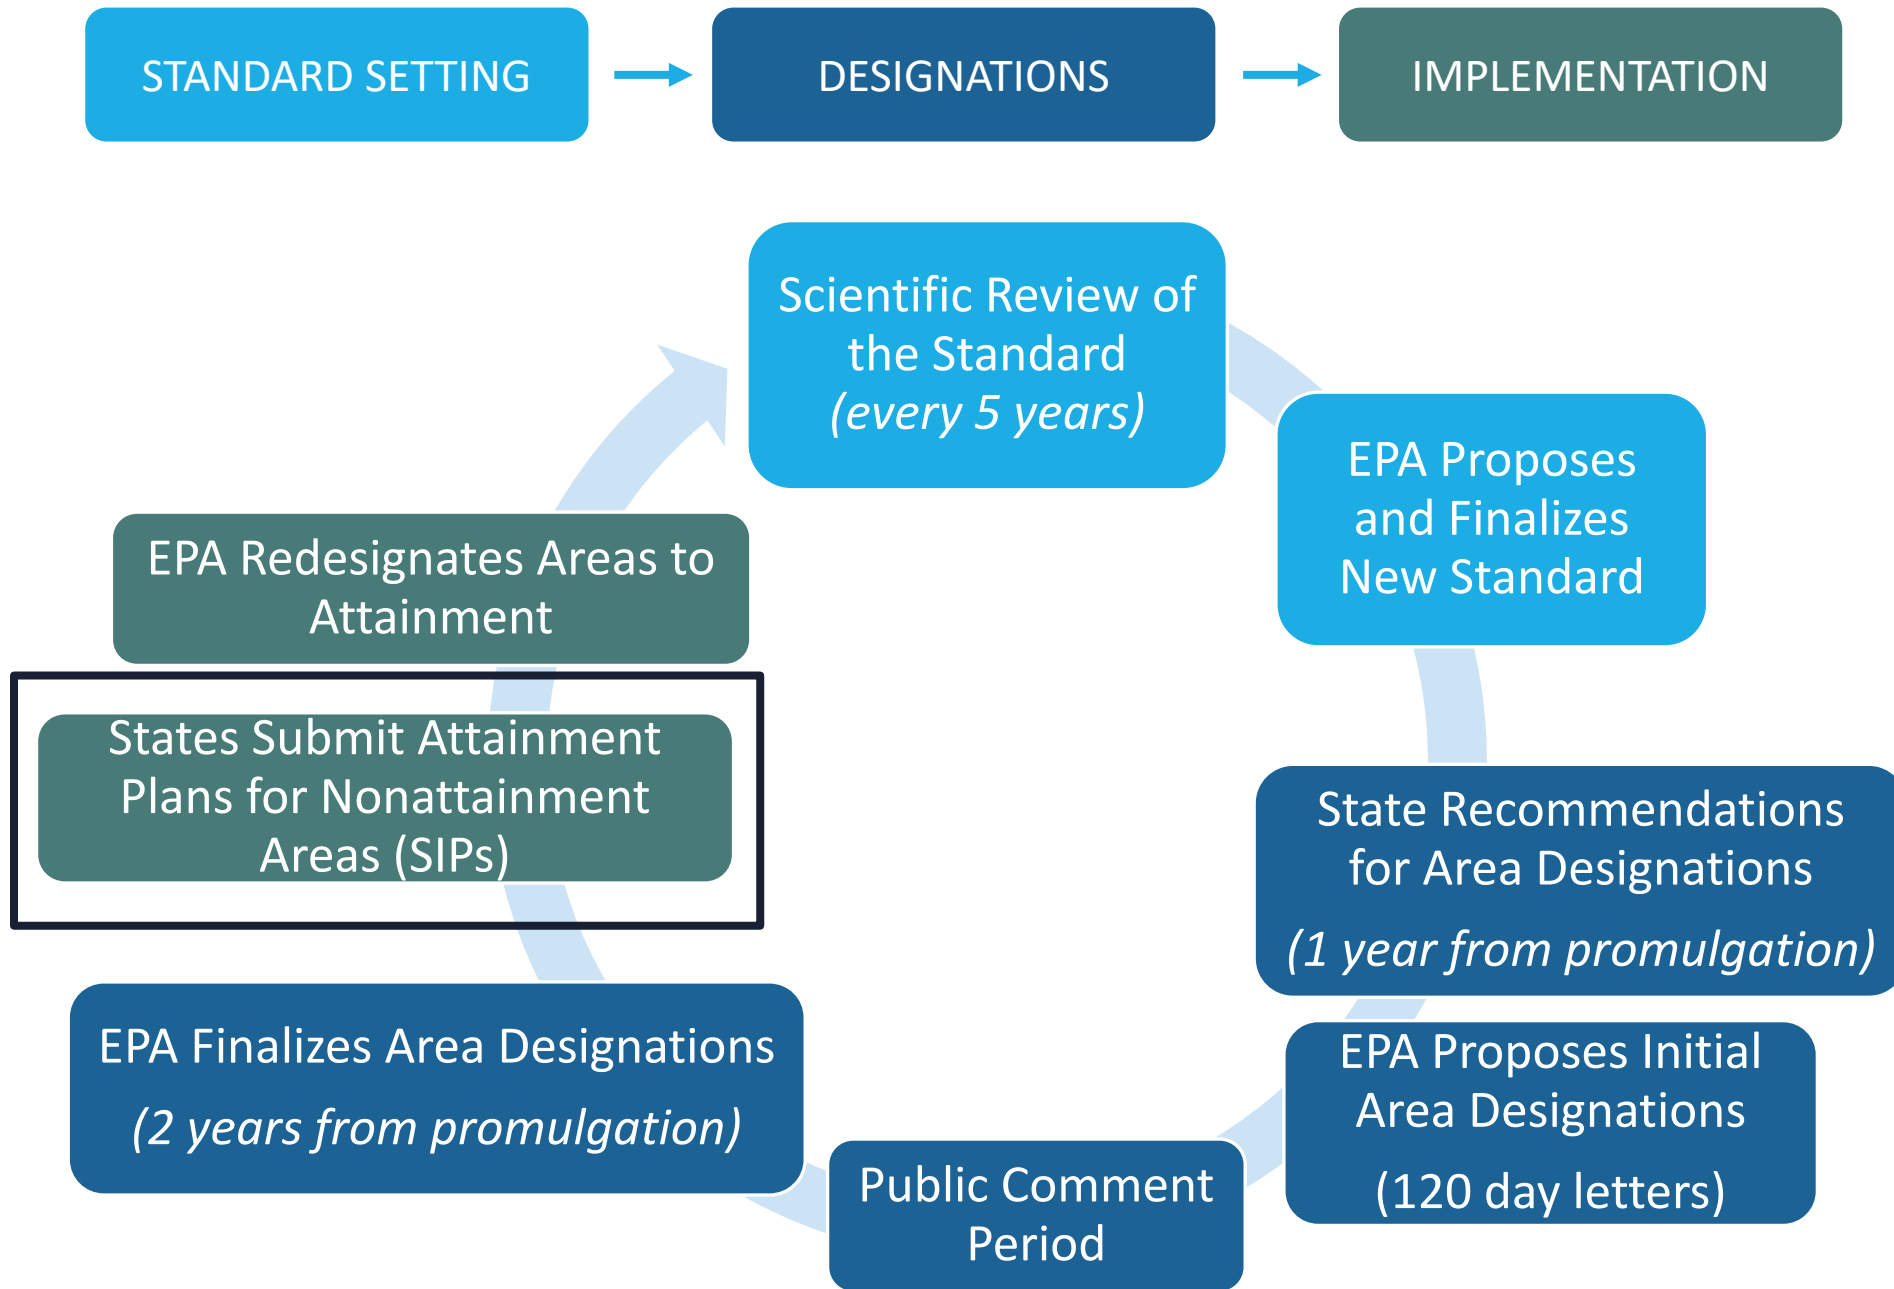 STANDARD SETTING
DESIGNATIONS
IMPLEMENTATION
Scientific Review of
the Standard
(every 5 years)
EPA Proposes
and Finalizes
New Standard
State Recommendations
for Area Designations
(1 year from promulgation)
EPA Proposes Initial
Area Designations
(120 day letters)
Public Comment
Period
EPA Finalizes Area Designations
(2 years from promulgation)
States Submit Attainment
Plans for Nonattainment
Areas (SIPs)
EPA Redesignates Areas to
Attainment